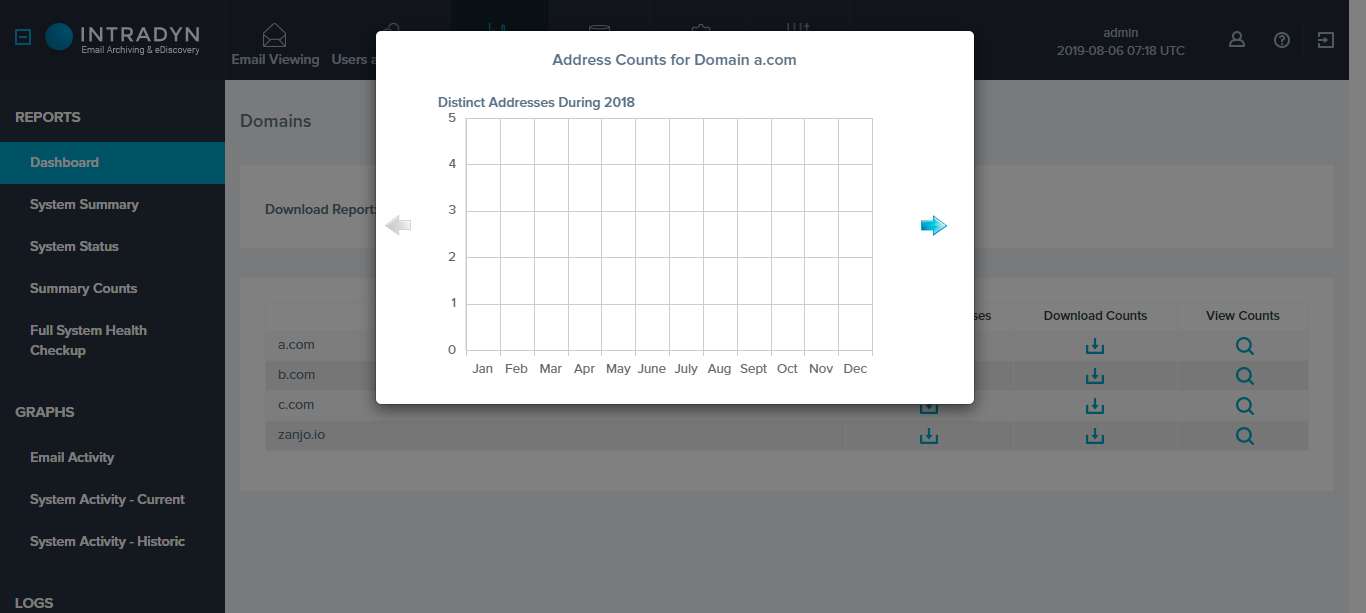 INTRADYN
Email Archiving & eDiscovery
Email Viewing
Users a
admin
2019-08-06 07:18 UTC
REPORTS
Dashboard
System Summary
System Status
Summary Counts
Full System Health
Checkup
GRAPHS
Email Activity
System Activity - Current
System Activity - Historic
LOGS
Domains
Download Report:
Address Counts for Domain a.com
Distinct Addresses During 2018
5
4
3
2
1
0
Jan Feb Mar Apr May June July Aug Sept Oct Nov Dec
ses Download Counts View Counts
a.com
b.com
c.com
zanjo.io